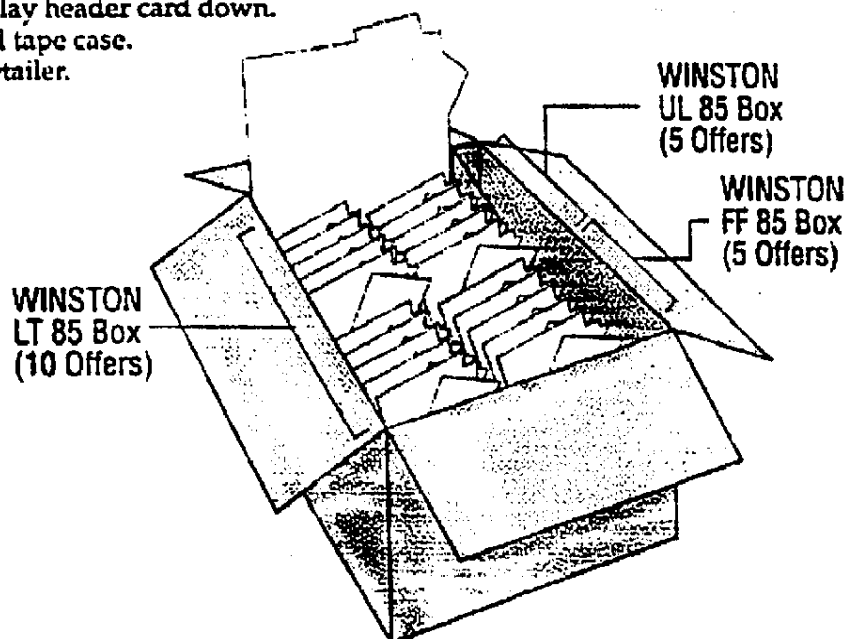 lay header card down.
l tape case.
tailer.
WINSTON
UL 85 Box
(5 Offers)
WINSTON
FF 85 Box
(5 Offers)
WINSTON
LT 85 Box
(10 Offers)